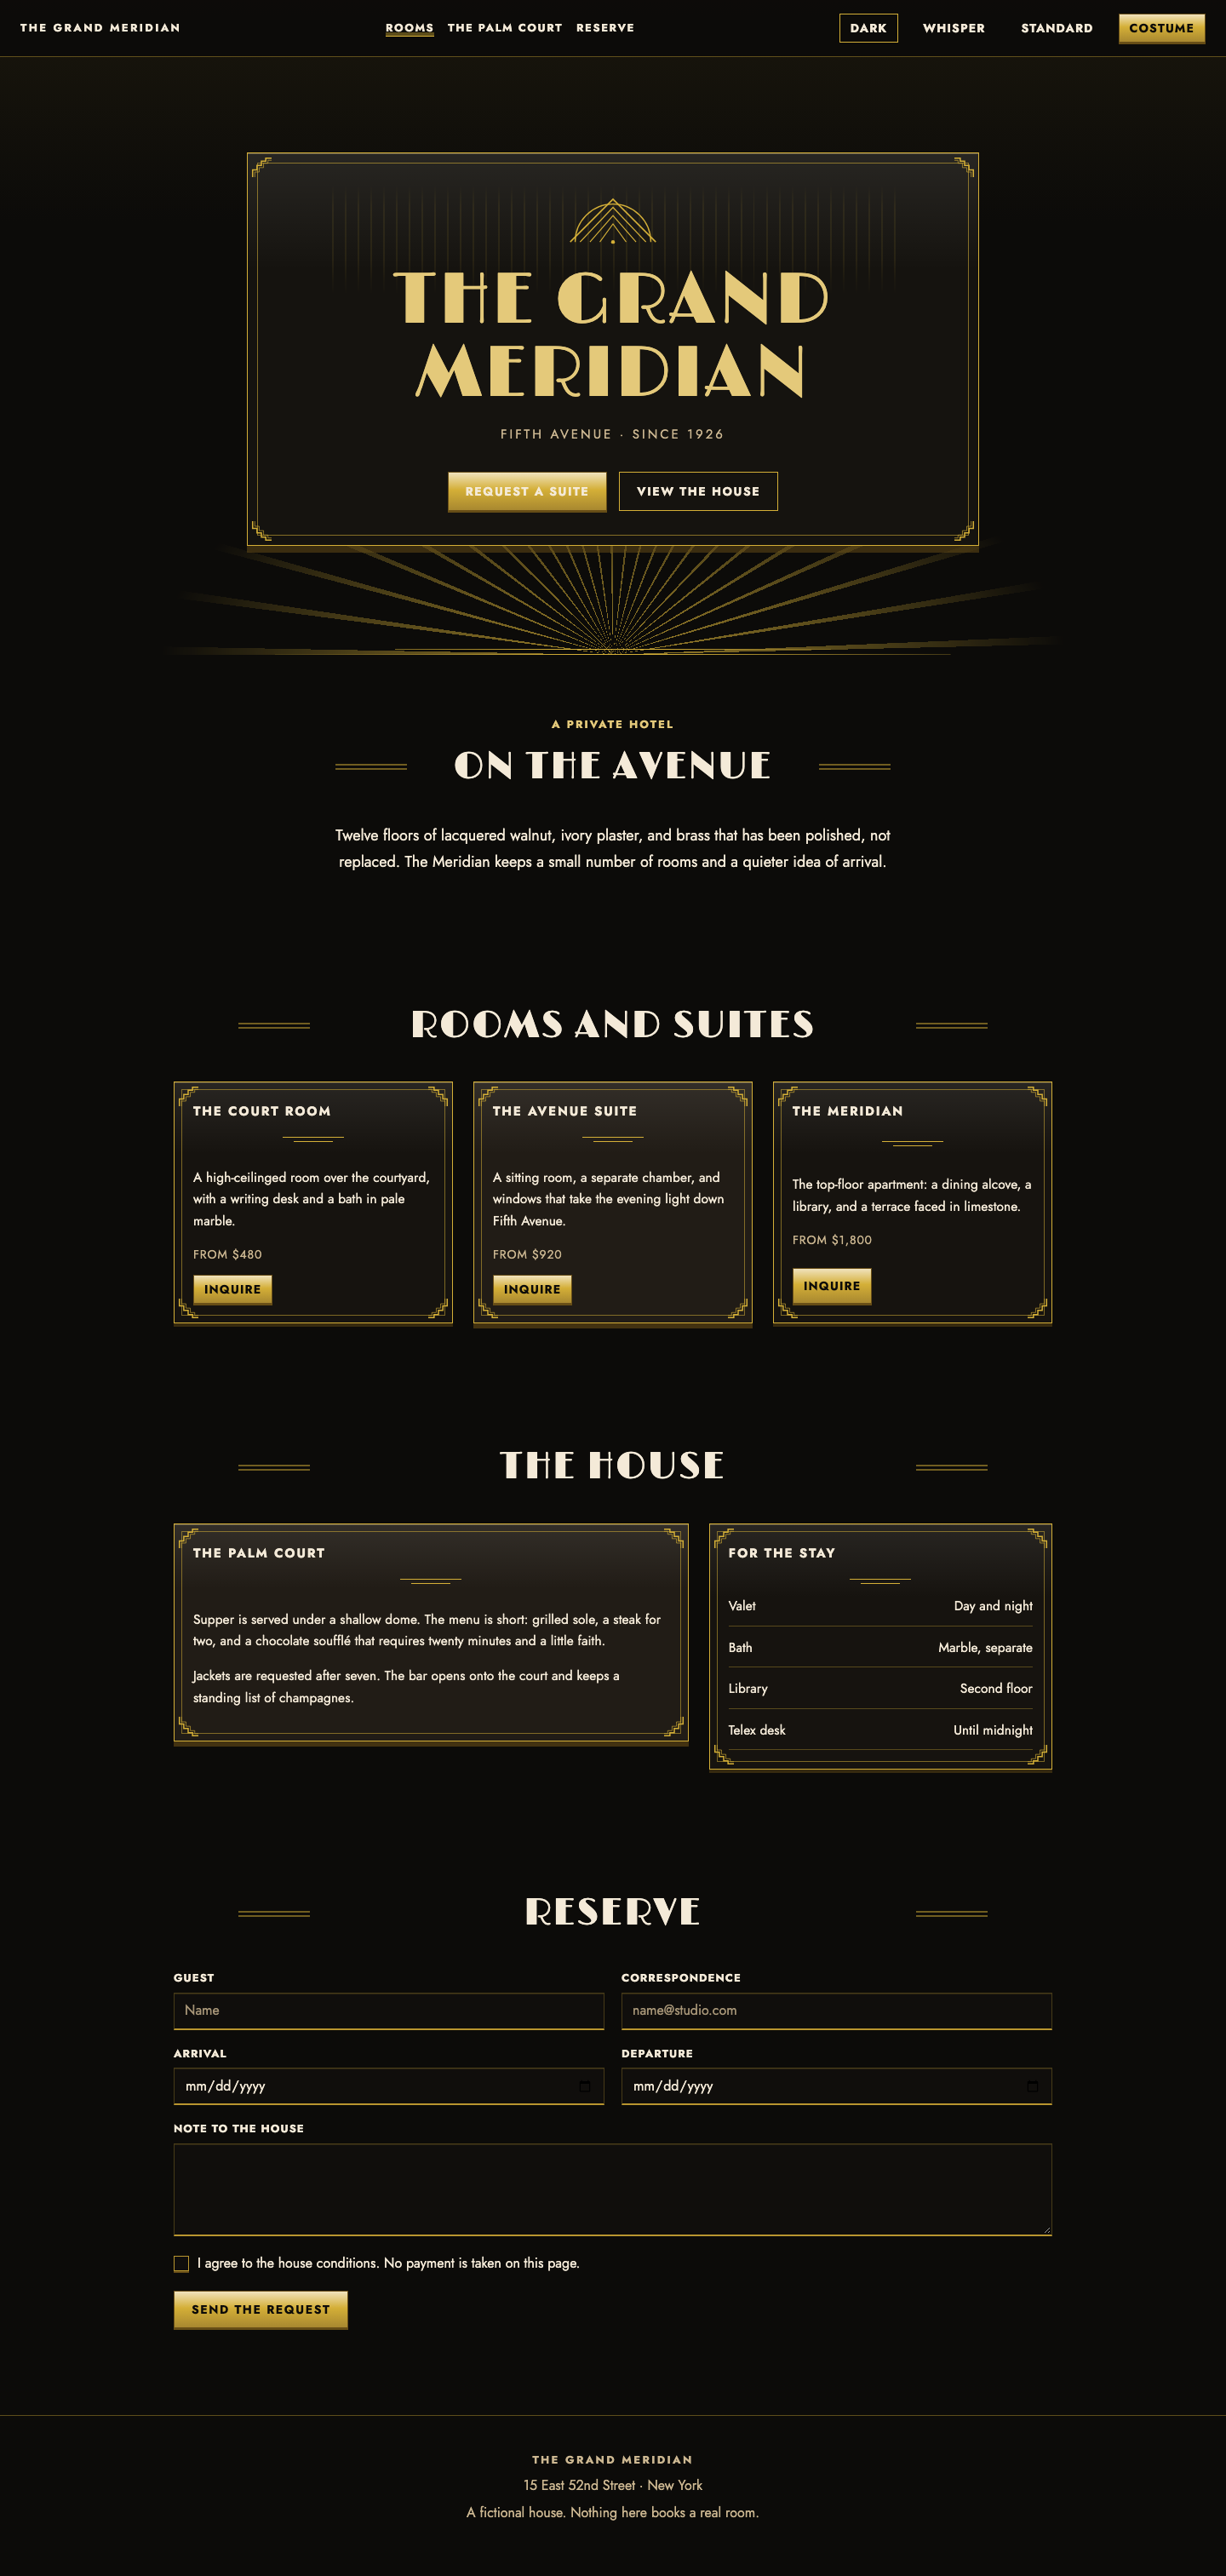 THE GRAND MERIDIAN
ROOMS THE PALM COURT RESERVE
DARK WHISPER STANDARD COSTUME
THE GRAND
MERIDIAN
FIFTH AVENUE · SINCE 1926
REQUEST A SUITE VIEW THE HOUSE
A PRIVATE HOTEL
ON THE AVENUE
Twelve floors of lacquered walnut, ivory plaster, and brass that has been polished, not
replaced. The Meridian keeps a small number of rooms and a quieter idea of arrival.
ROOMS AND SUITES
THE COURT ROOM
A high-ceilinged room over the courtyard,
with a writing desk and a bath in pale
marble.
FROM $480
INQUIRE
THE AVENUE SUITE
A sitting room, a separate chamber, and
windows that take the evening light down
Fifth Avenue.
FROM $920
INQUIRE
THE MERIDIAN
The top-floor apartment: a dining alcove, a
library, and a terrace faced in limestone.
FROM $1,800
INQUIRE
THE HOUSE
THE PALM COURT
Supper is served under a shallow dome. The menu is short: grilled sole, a steak for
two, and a chocolate soufflé that requires twenty minutes and a little faith.
Jackets are requested after seven. The bar opens onto the court and keeps a
standing list of champagnes.
FOR THE STAY
Valet Day and night
Bath Marble, separate
Library Second floor
Telex desk Until midnight
RESERVE
GUEST
Name
CORRESPONDENCE
name@studio.com
ARRIVAL
mm/dd/yyyy
DEPARTURE
mm/dd/yyyy
NOTE TO THE HOUSE
I agree to the house conditions. No payment is taken on this page.
SEND THE REQUEST
THE GRAND MERIDIAN
15 East 52nd Street · New York
A fictional house. Nothing here books a real room.